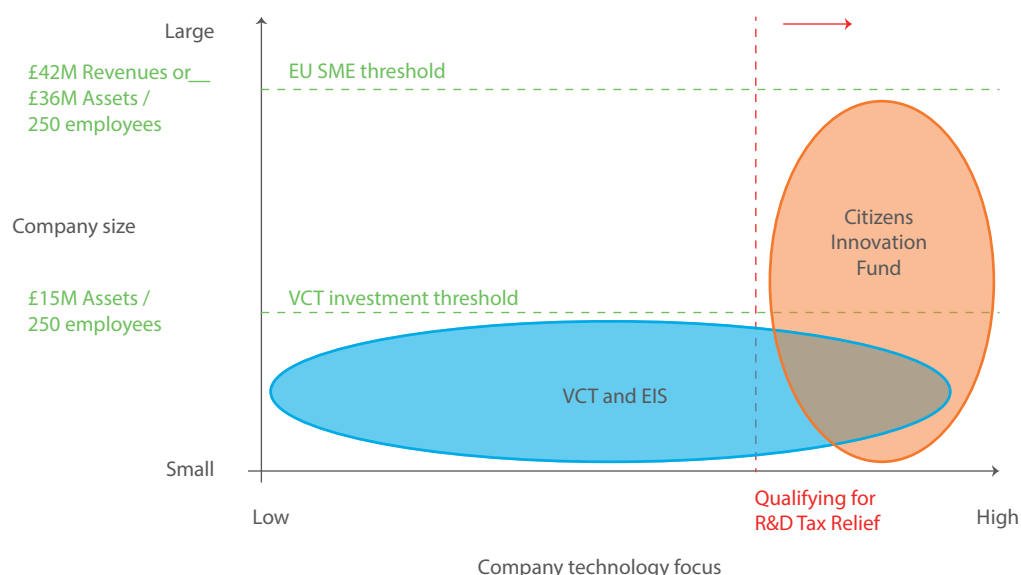 Large
£42M Revenues or__
£36M Assets /
250 employees
EU SME threshold
Company size
Citizens
Innovation
Fund
£15M Assets /
250 employees
VCT investment threshold
VCT and EIS
Small
Low
Qualifying for
R&D Tax Relief
High
Company technology focus